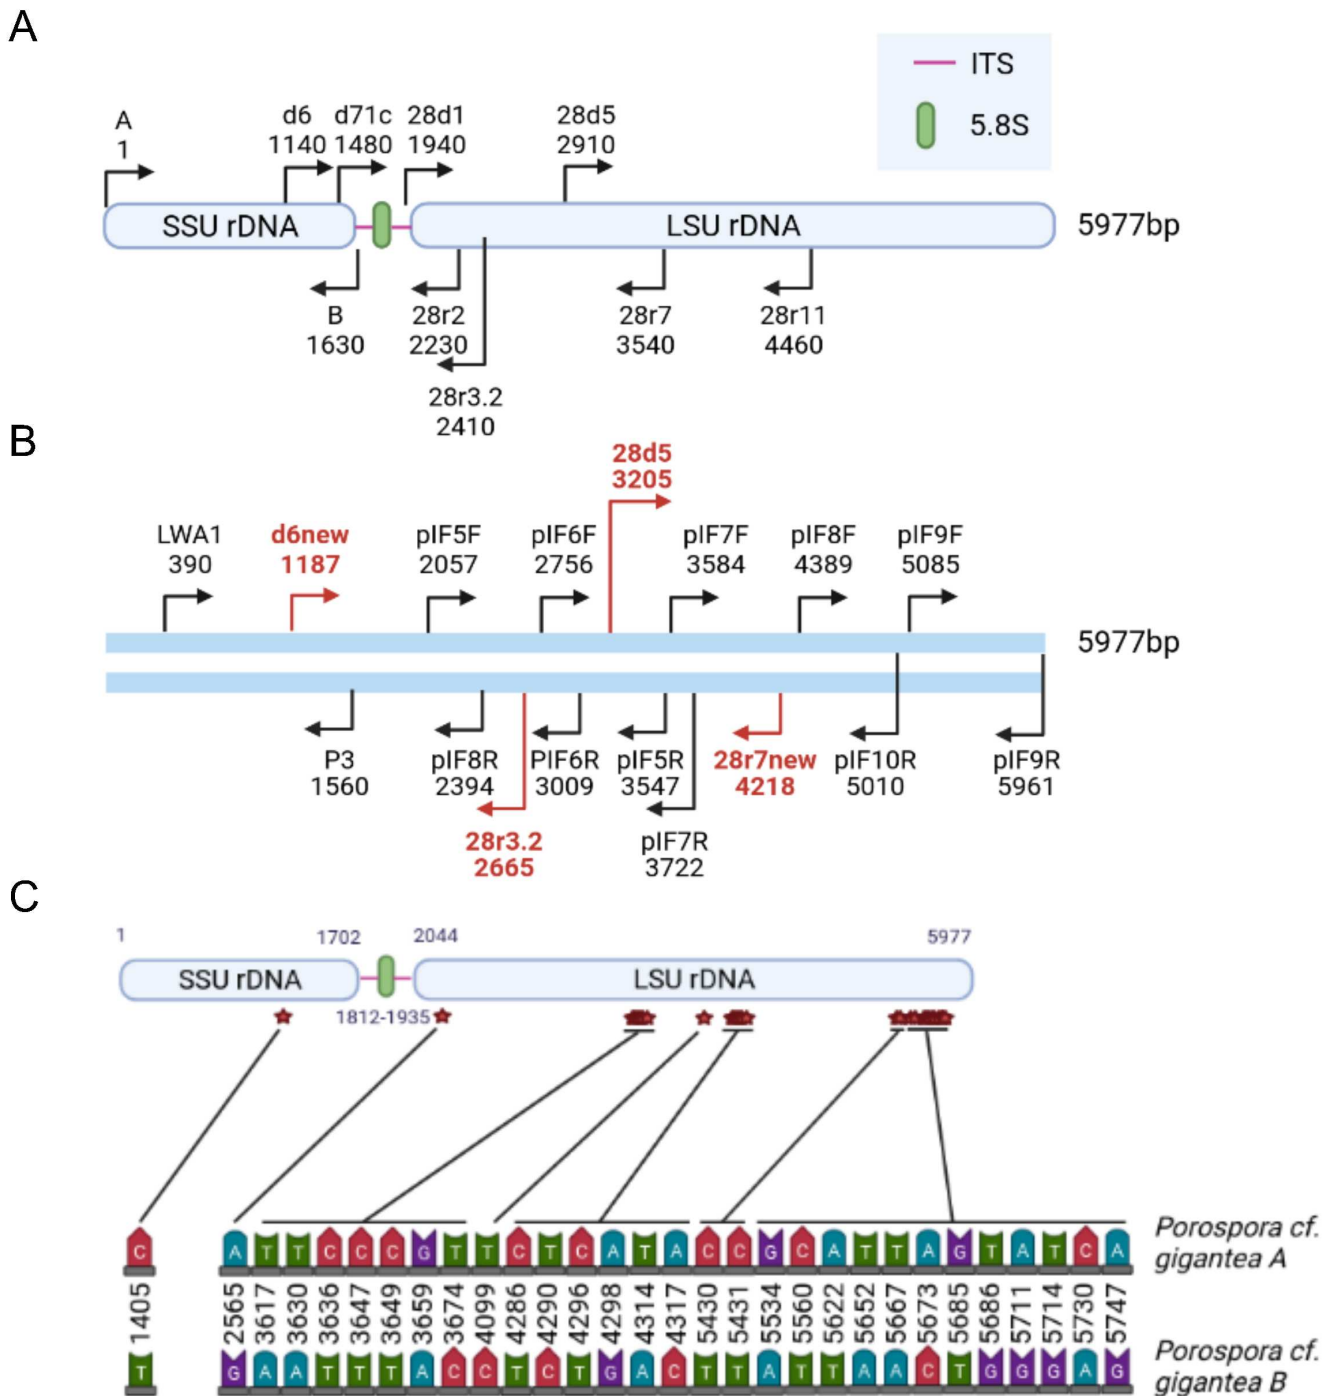 A
ITS
5.8S
A
1
d6
1140
d71c
1480
28d1
1940
28d5
2910
SSU rDNA
LSU rDNA
5977bp
B
1630
28r2
2230
28r3.2
2410
28r7
3540
28r11
4460
B
LWA1
390
d6new
1187
pIF5F
2057
pIF6F
2756
28d5
3205
pIF7F
3584
pIF8F
4389
pIF9F
5085
5977bp
P3
1560
pIF8R
2394
28r3.2
2665
PIF6R
3009
pIF5R
3547
pIF7R
3722
28r7new
4218
pIF10R
5010
pIF9R
5961
C
1
1702
2044
5977
SSU rDNA
LSU rDNA
1812-1935
C A T T C C C G T T C T C A T A C C G C A T T A G T A T C A
Porospora cf.
gigantea A
1405 2565 3617 3630 3636 3647 3649 3659 3674 4099 4286 4290 4296 4298 4314 4317 5430 5431 5534 5560 5622 5652 5667 5673 5685 5686 5711 5714 5730 5747
T G A A T T T A C C T C T G A C T T A T T A A C T G G G A G
Porospora cf.
gigantea B